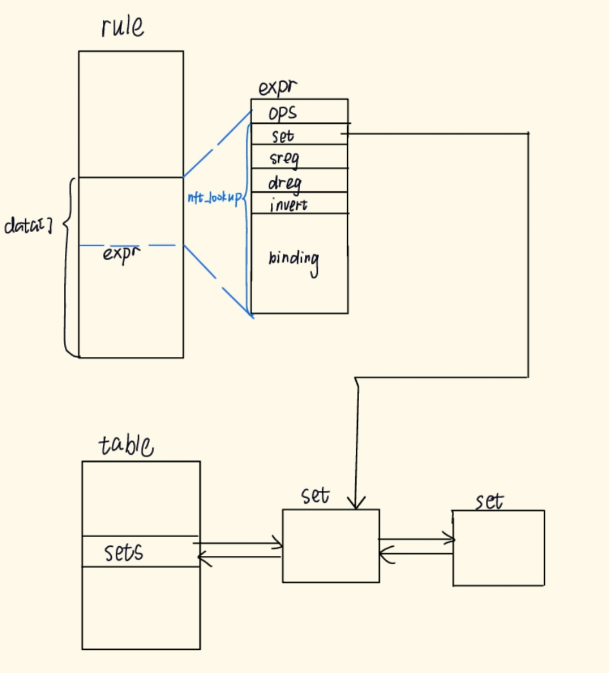 rule
expr
ops
set
sreg
nft_lookup
dreg
invert
data[]
expr
binding
table
set
set
sets